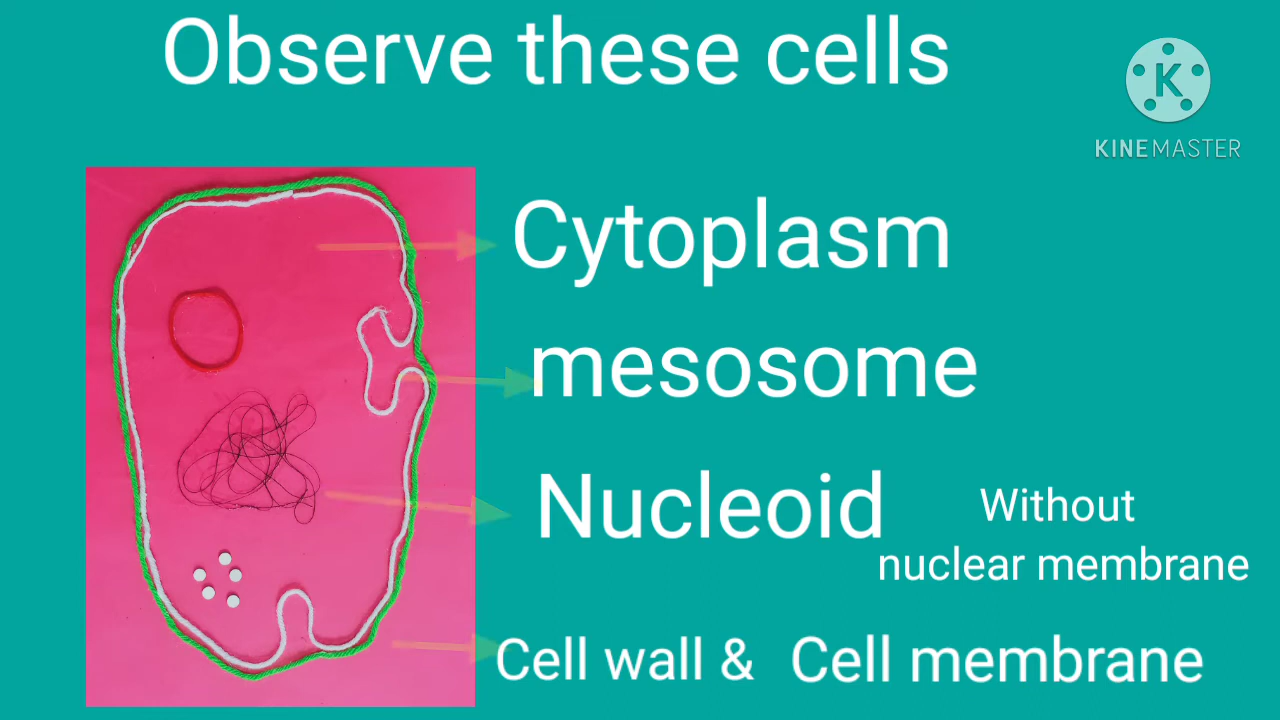 Observe these cells
K
KINEMASTER
Cytoplasm
mesosome
Nucleoid
Without
nuclear membrane
Cell wall & Cell membrane